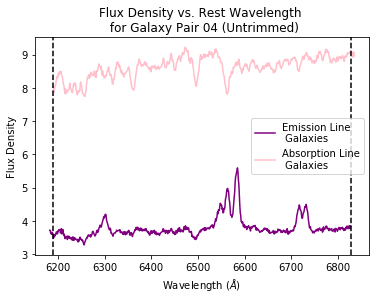 Flux Density vs. Rest Wavelength
for Galaxy Pair 04 (Untrimmed)
Flux Density
9
8
7
6
5
4
3
Emission Line
Galaxies
Absorption Line
Galaxies
6200 6300 6400 6500 6600 6700 6800
Wavelength (Å)